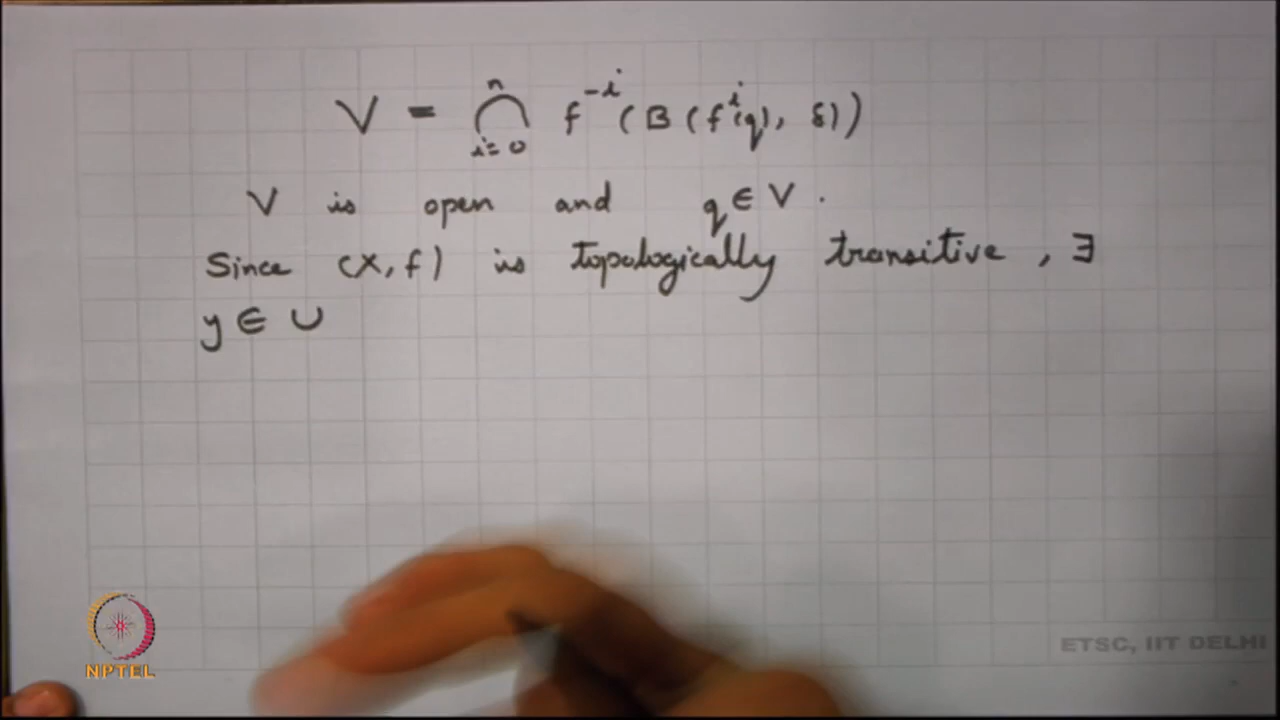 V = ⋂_{i=0}^{n} f^{-i}(B(f^i(q), δ))
V is open and q ∈ V.
Since (X, f) is topologically transitive, ∃
y ∈ U
NPTEL
ETSC, IIT DELHI